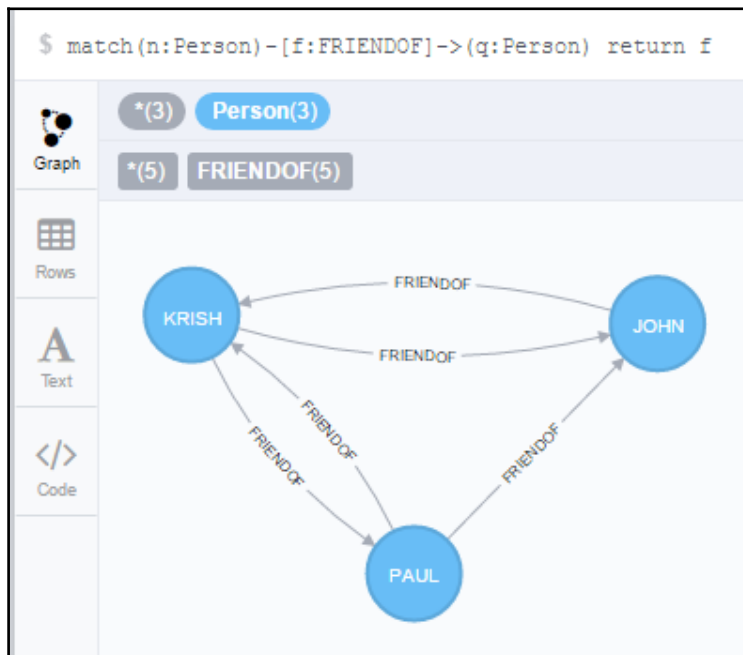 $ match(n:Person)-[f:FRIENDOF]->(q:Person) return f
*(3) Person(3)
Graph
*(5) FRIENDOF(5)
Rows
A
Text
</>
Code
FRIENDOF
KRISH
JOHN
FRIENDOF
FRIENDOF
FRIENDOF
FRIENDOF
PAUL